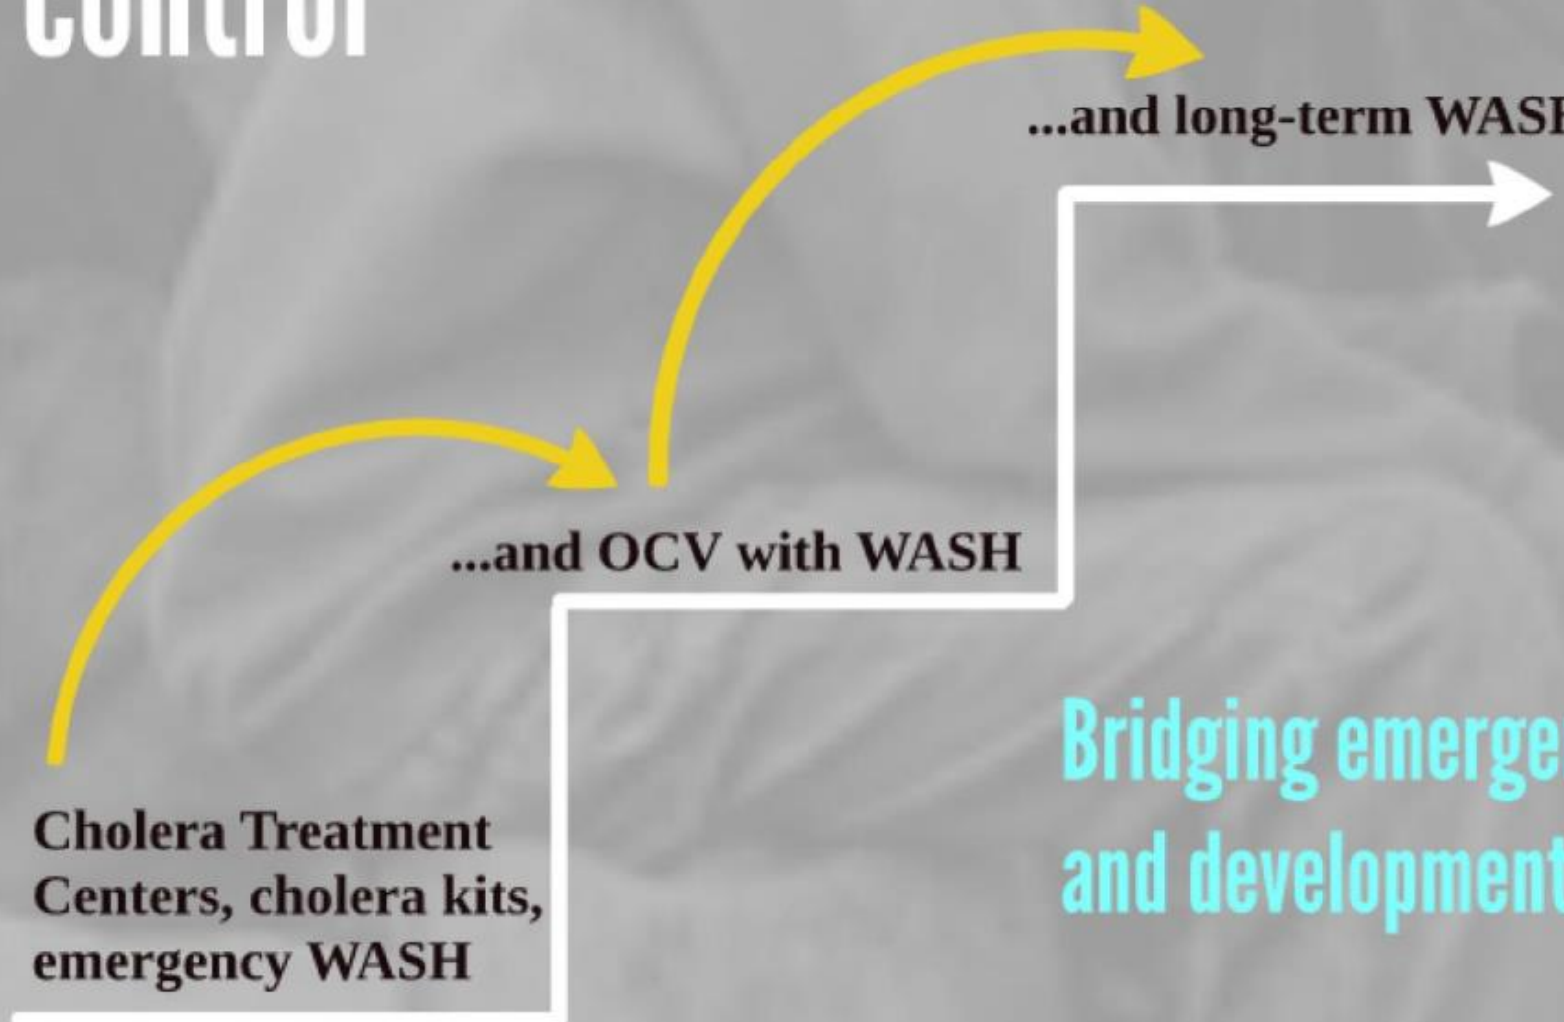 control
...and long-term WASH
...and OCV with WASH
Bridging emerge
and development
Cholera Treatment
Centers, cholera kits,
emergency WASH